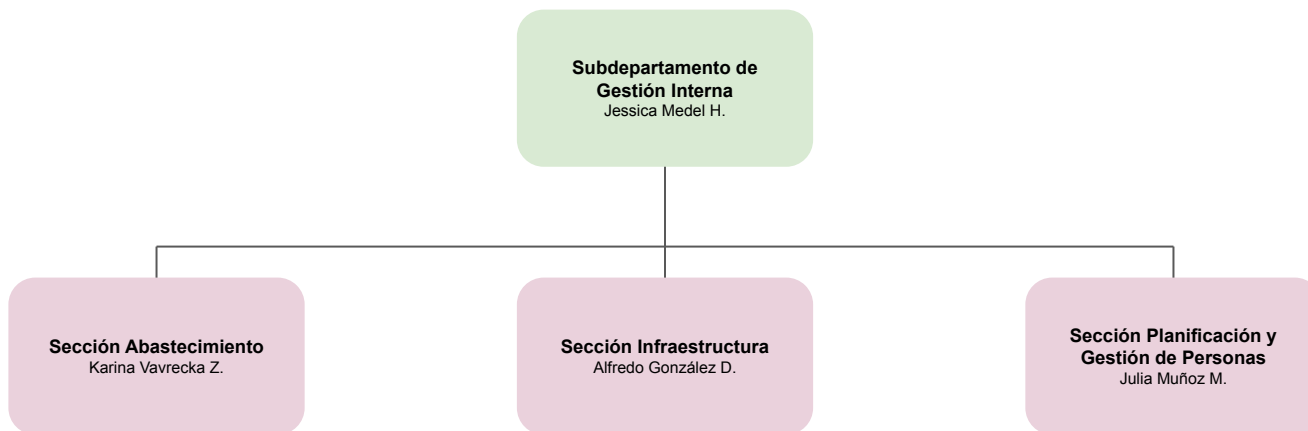 Subdepartamento de
Gestión Interna
Jessica Medel H.
Sección Abastecimiento
Karina Vavrecka Z.
Sección Infraestructura
Alfredo González D.
Sección Planificación y
Gestión de Personas
Julia Muñoz M.